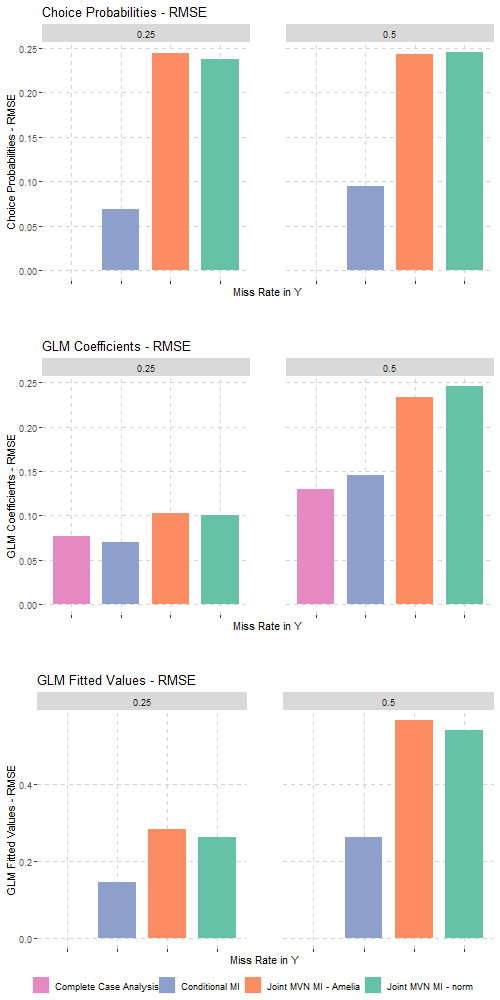 Choice Probabilities - RMSE
0.25
0.5
Choice Probabilities - RMSE
0.25
0.20
0.15
0.10
0.05
0.00
Miss Rate in Y
GLM Coefficients - RMSE
0.25
0.5
GLM Coefficients - RMSE
0.25
0.20
0.15
0.10
0.05
0.00
Miss Rate in Y
GLM Fitted Values - RMSE
0.25
0.5
GLM Fitted Values - RMSE
0.4
0.2
0.0
Miss Rate in Y
Complete Case Analysis Conditional MI Joint MVN MI - Amelia Joint MVN MI - norm